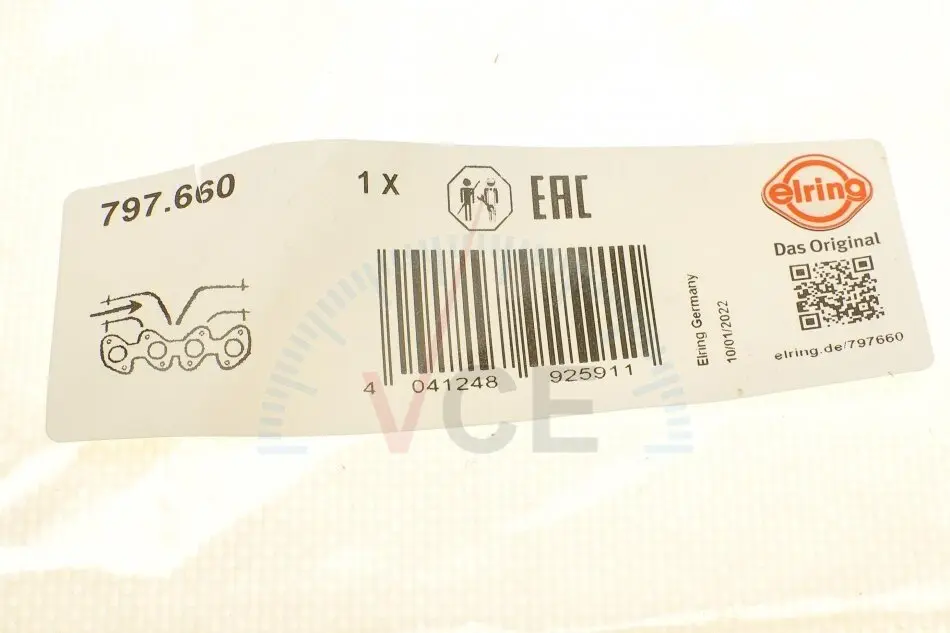 797.660
1 x
EAC
elring
Das Original
elring.de/797660
Elring Germany
10/01/2022
4 041248 925911
VCE